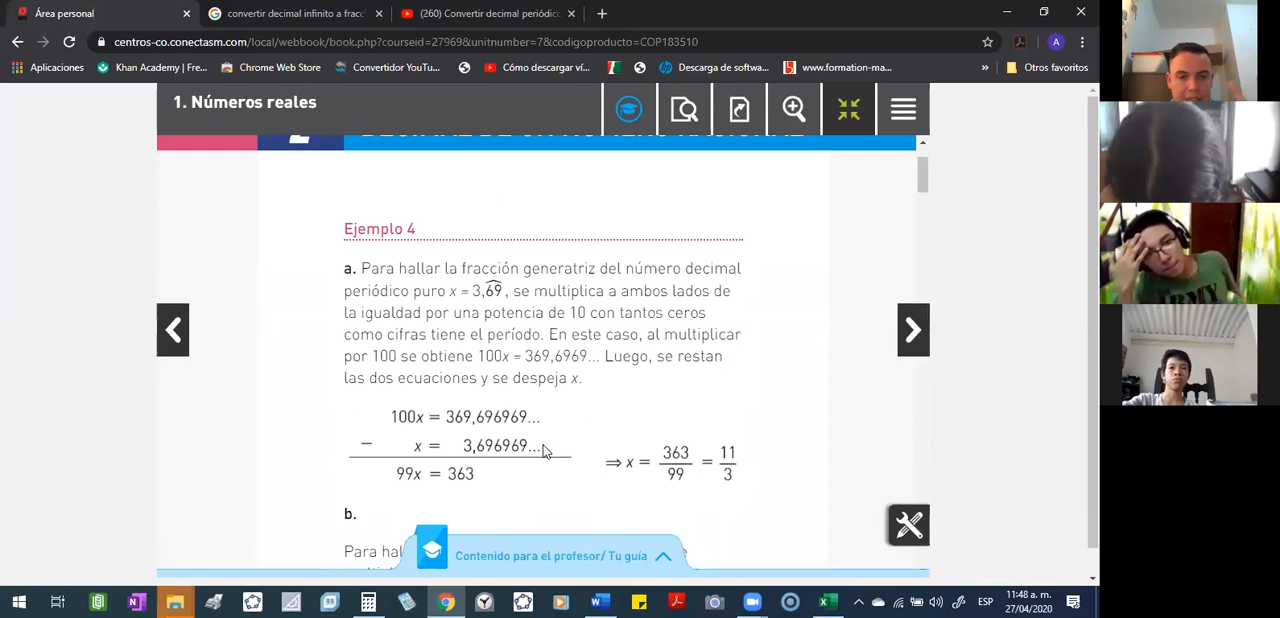 Área personal
convertir decimal infinito a fracc
(260) Convertir decimal periódic
centros-co.conectasm.com/local/webbook/book.php?courseid=27969&unitnumber=7&codigoproducto=COP183510
Aplicaciones
Khan Academy | Fre...
Chrome Web Store
Convertidor YouTu...
Cómo descargar ví...
Descarga de softwa...
www.formation-ma...
»
Otros favoritos
1. Números reales
Ejemplo 4
a. Para hallar la fracción generatriz del número decimal
periódico puro x = 3,6͡9 , se multiplica a ambos lados de
la igualdad por una potencia de 10 con tantos ceros
como cifras tiene el período. En este caso, al multiplicar
por 100 se obtiene 100x = 369,6969... Luego, se restan
las dos ecuaciones y se despeja x.
100x = 369,696969...
− x = 3,696969...
99x = 363
⇒ x = 363/99 = 11/3
b.
Para hal
Contenido para el profesor/ Tu guía
ESP
11:48 a. m.
27/04/2020